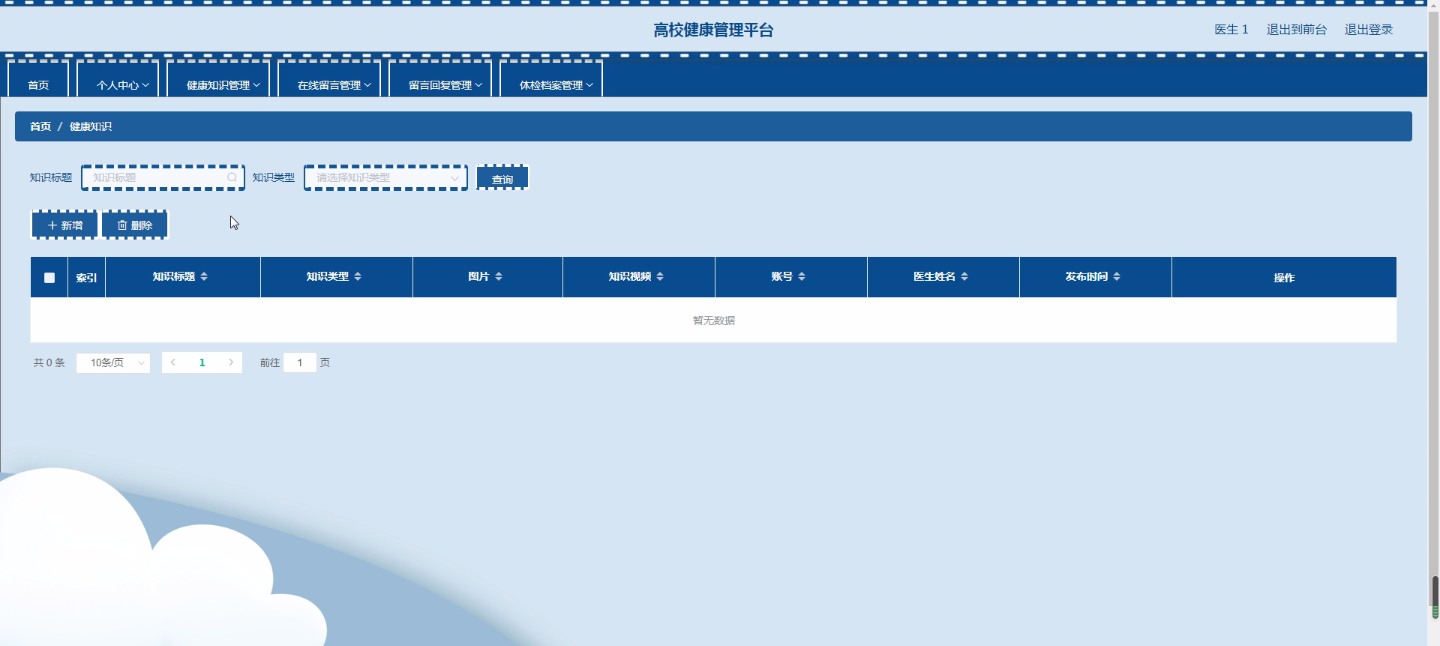 高校健康管理平台
医生 1 退出到前台 退出登录
首页 个人中心 健康知识管理 在线留言管理 留言回复管理 体检档案管理
首页 / 健康知识
知识标题 知识标题 知识类型 请选择知识类型 查询
新增 删除
索引 知识标题 知识类型 图片 知识视频 账号 医生姓名 发布时间 操作
暂无数据
共 0 条 10条/页 1 前往 1 页